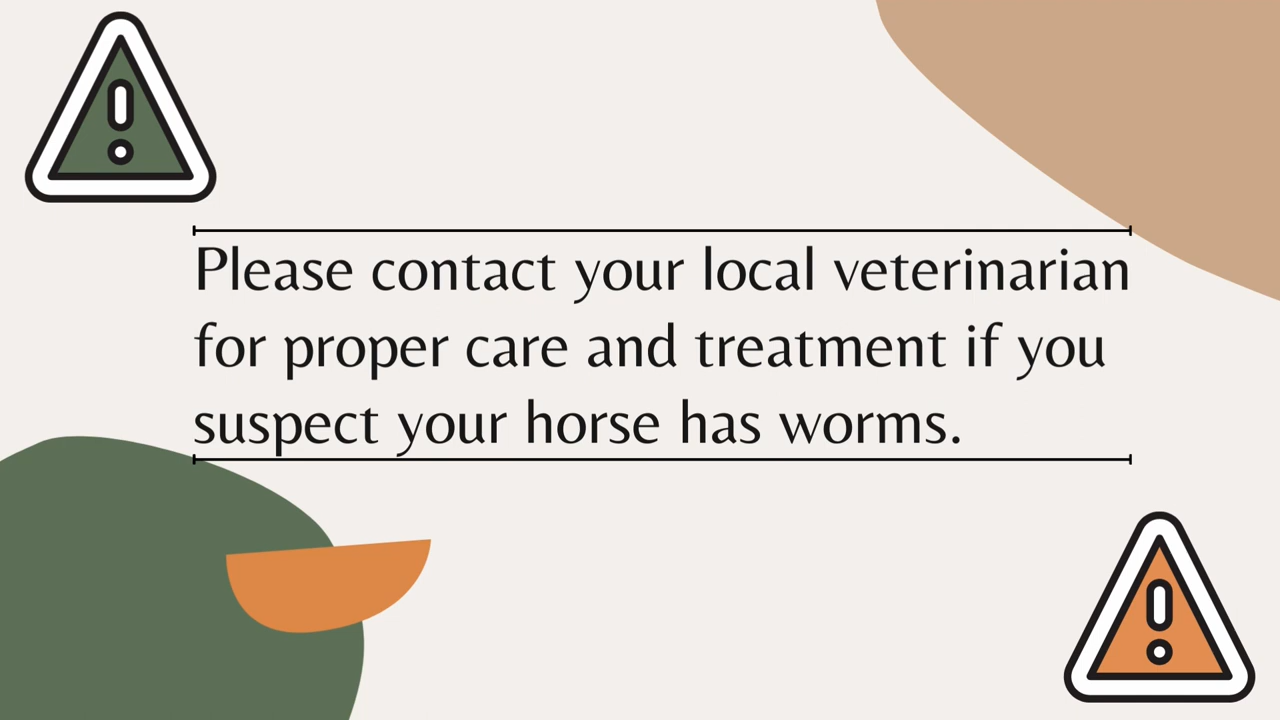 Please contact your local veterinarian
for proper care and treatment if you
suspect your horse has worms.